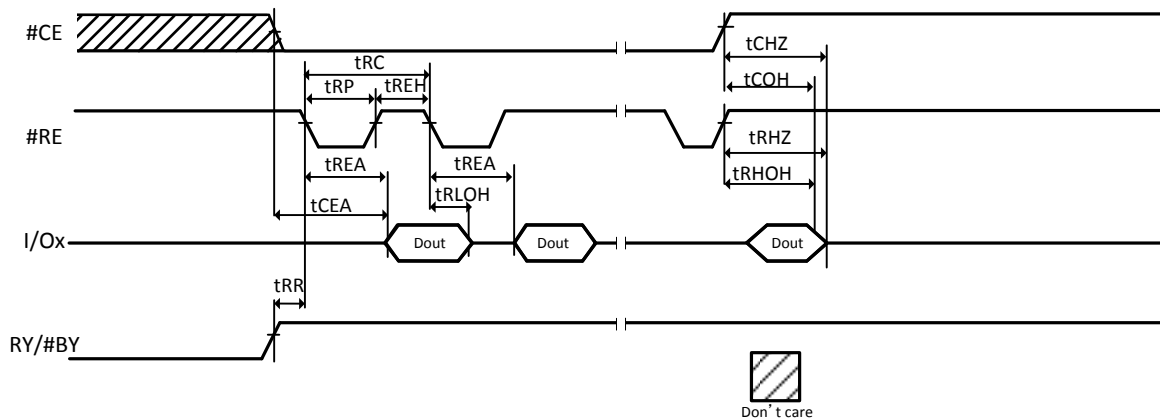 #CE
tCHZ
tCOH
tRC
tRP
tREH
#RE
tRHZ
tRHOH
tREA
tREA
tRLOH
tCEA
I/Ox
Dout
Dout
Dout
tRR
RY/#BY
Don't care